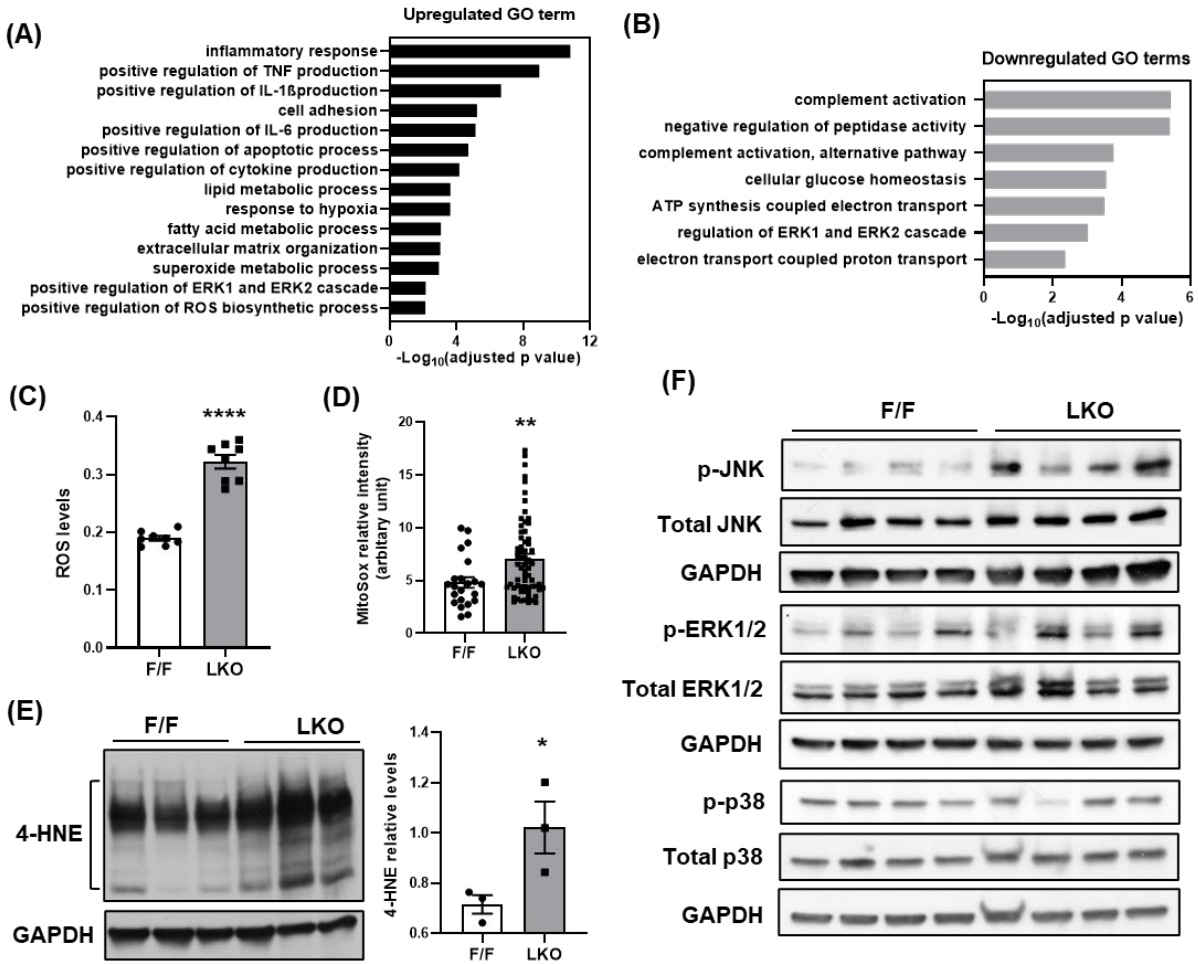 (A)
Upregulated GO term
inflammatory response
positive regulation of TNF production
positive regulation of IL-1ßproduction
cell adhesion
positive regulation of IL-6 production
positive regulation of apoptotic process
positive regulation of cytokine production
lipid metabolic process
response to hypoxia
fatty acid metabolic process
extracellular matrix organization
superoxide metabolic process
positive regulation of ERK1 and ERK2 cascade
positive regulation of ROS biosynthetic process
0 4 8 12
-Log10(adjusted p value)
(B)
Downregulated GO terms
complement activation
negative regulation of peptidase activity
complement activation, alternative pathway
cellular glucose homeostasis
ATP synthesis coupled electron transport
regulation of ERK1 and ERK2 cascade
electron transport coupled proton transport
0 2 4 6
-Log10(adjusted p value)
(C)
ROS levels
0.4
0.3
0.2
0.1
0.0
****
F/F LKO
(D)
MitoSox relative intensity
(arbitary unit)
20
15
10
5
0
**
F/F LKO
(E)
F/F LKO
4-HNE
GAPDH
4-HNE relative levels
1.4
1.2
1.0
0.8
0.6
*
F/F LKO
(F)
F/F LKO
p-JNK
Total JNK
GAPDH
p-ERK1/2
Total ERK1/2
GAPDH
p-p38
Total p38
GAPDH